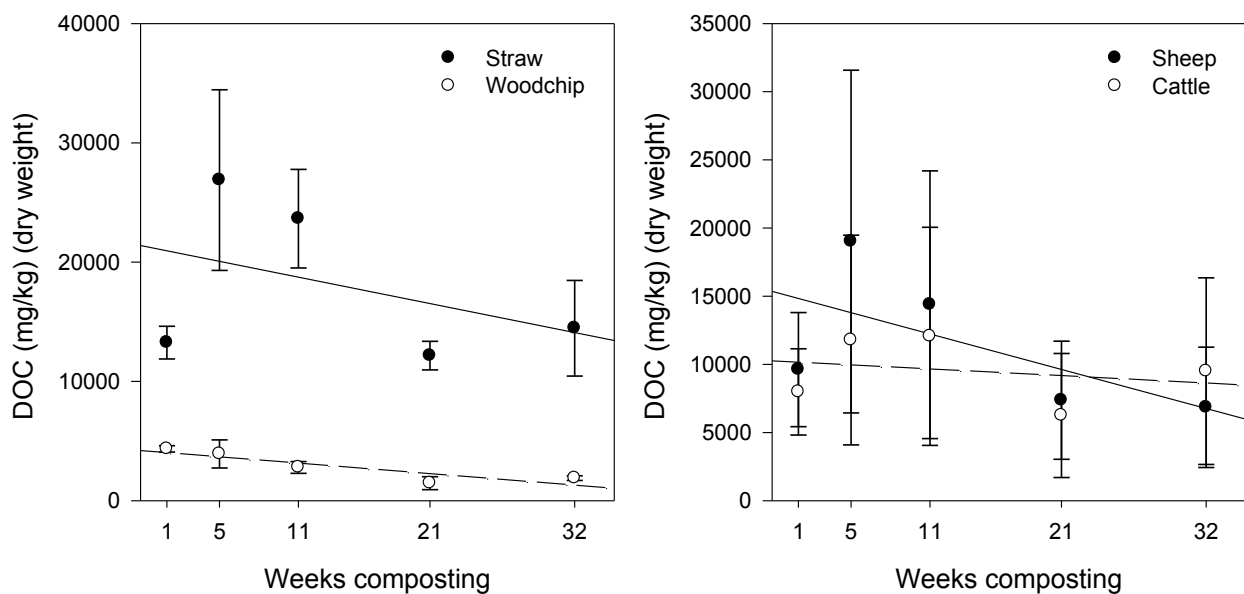 DOC (mg/kg) (dry weight)
40000
30000
20000
10000
0
Straw
Woodchip
1 5 11 21 32
Weeks composting
DOC (mg/kg) (dry weight)
35000
30000
25000
20000
15000
10000
5000
0
Sheep
Cattle
1 5 11 21 32
Weeks composting